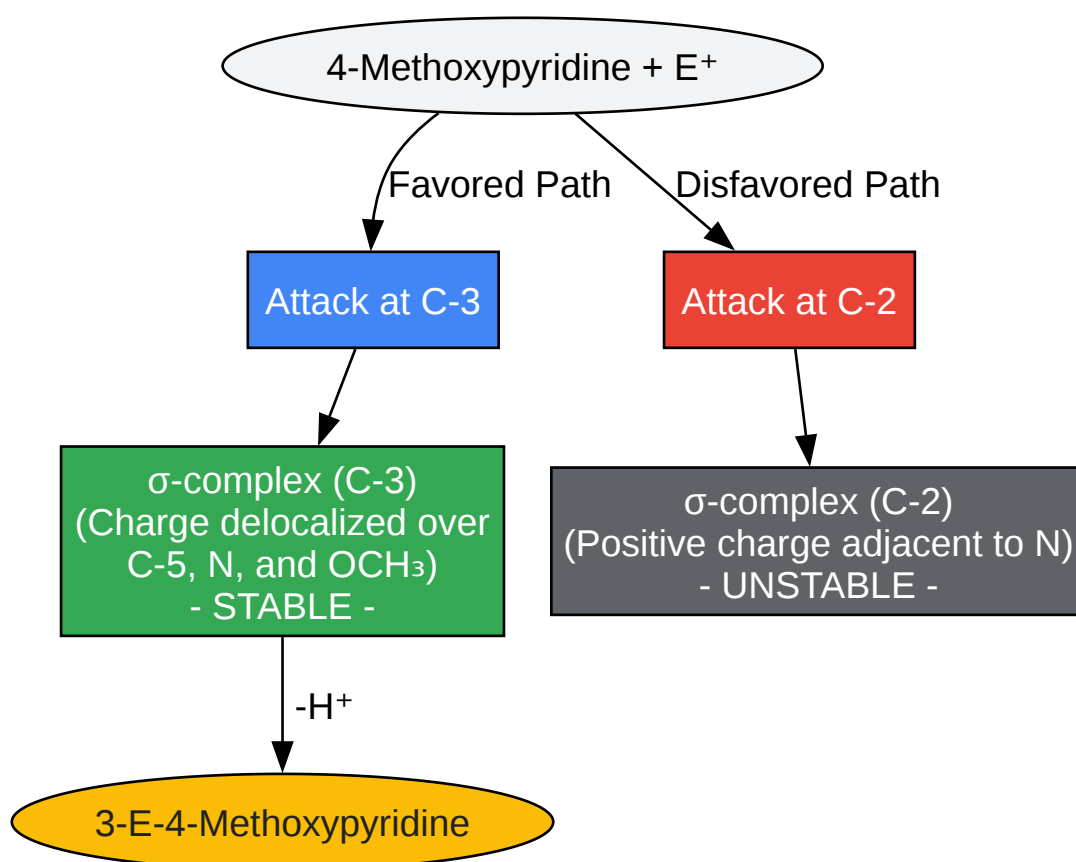 4-Methoxypyridine + E⁺
Favored Path
Disfavored Path
Attack at C-3
Attack at C-2
σ-complex (C-3)
(Charge delocalized over
C-5, N, and OCH₃)
- STABLE -
σ-complex (C-2)
(Positive charge adjacent to N)
- UNSTABLE -
-H⁺
3-E-4-Methoxypyridine